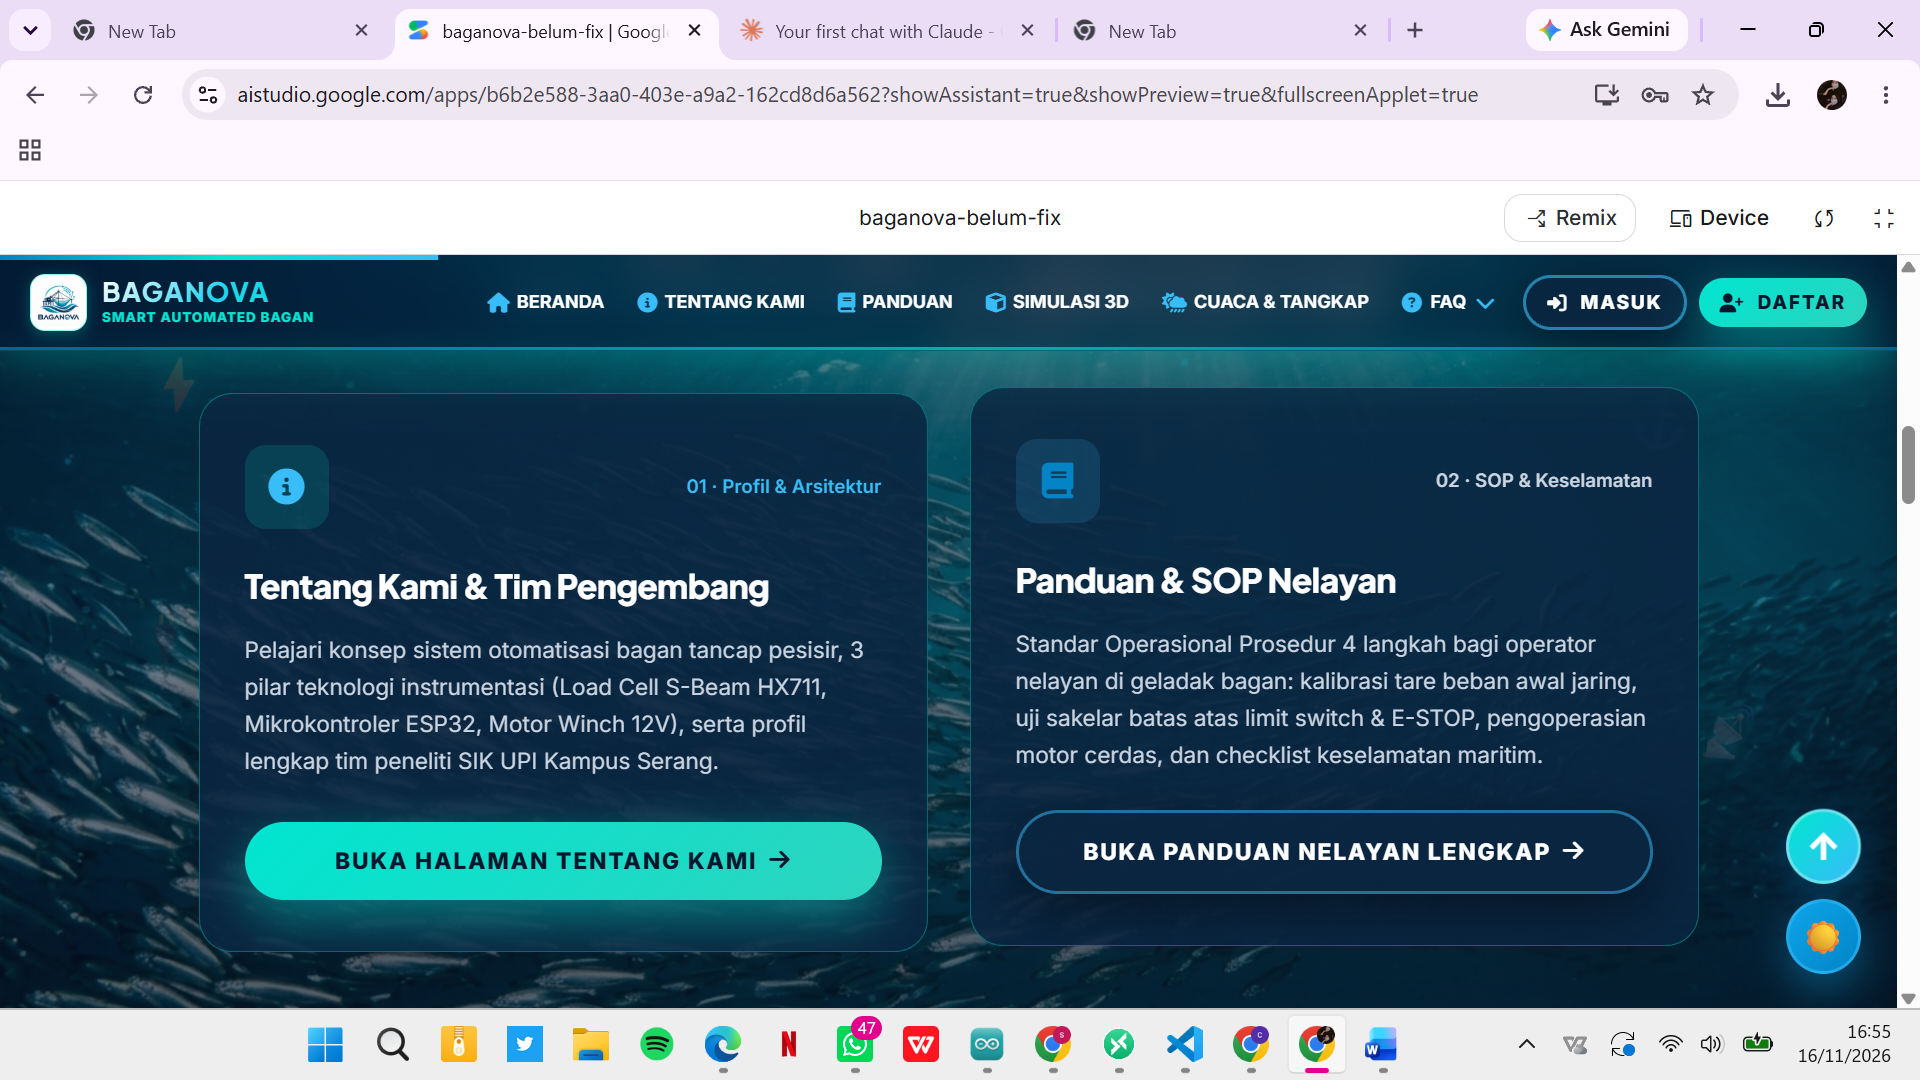 New Tab
baganova-belum-fix | Googl
Your first chat with Claude -
New Tab
Ask Gemini
aistudio.google.com/apps/b6b2e588-3aa0-403e-a9a2-162cd8d6a562?showAssistant=true&showPreview=true&fullscreenApplet=true
baganova-belum-fix
Remix
Device
BAGANOVA
BAGANOVA
SMART AUTOMATED BAGAN
BERANDA
TENTANG KAMI
PANDUAN
SIMULASI 3D
CUACA & TANGKAP
FAQ
MASUK
DAFTAR
01 · Profil & Arsitektur
Tentang Kami & Tim Pengembang
Pelajari konsep sistem otomatisasi bagan tancap pesisir, 3
pilar teknologi instrumentasi (Load Cell S-Beam HX711,
Mikrokontroler ESP32, Motor Winch 12V), serta profil
lengkap tim peneliti SIK UPI Kampus Serang.
BUKA HALAMAN TENTANG KAMI →
02 · SOP & Keselamatan
Panduan & SOP Nelayan
Standar Operasional Prosedur 4 langkah bagi operator
nelayan di geladak bagan: kalibrasi tare beban awal jaring,
uji sakelar batas atas limit switch & E-STOP, pengoperasian
motor cerdas, dan checklist keselamatan maritim.
BUKA PANDUAN NELAYAN LENGKAP →
47
16:55
16/11/2026